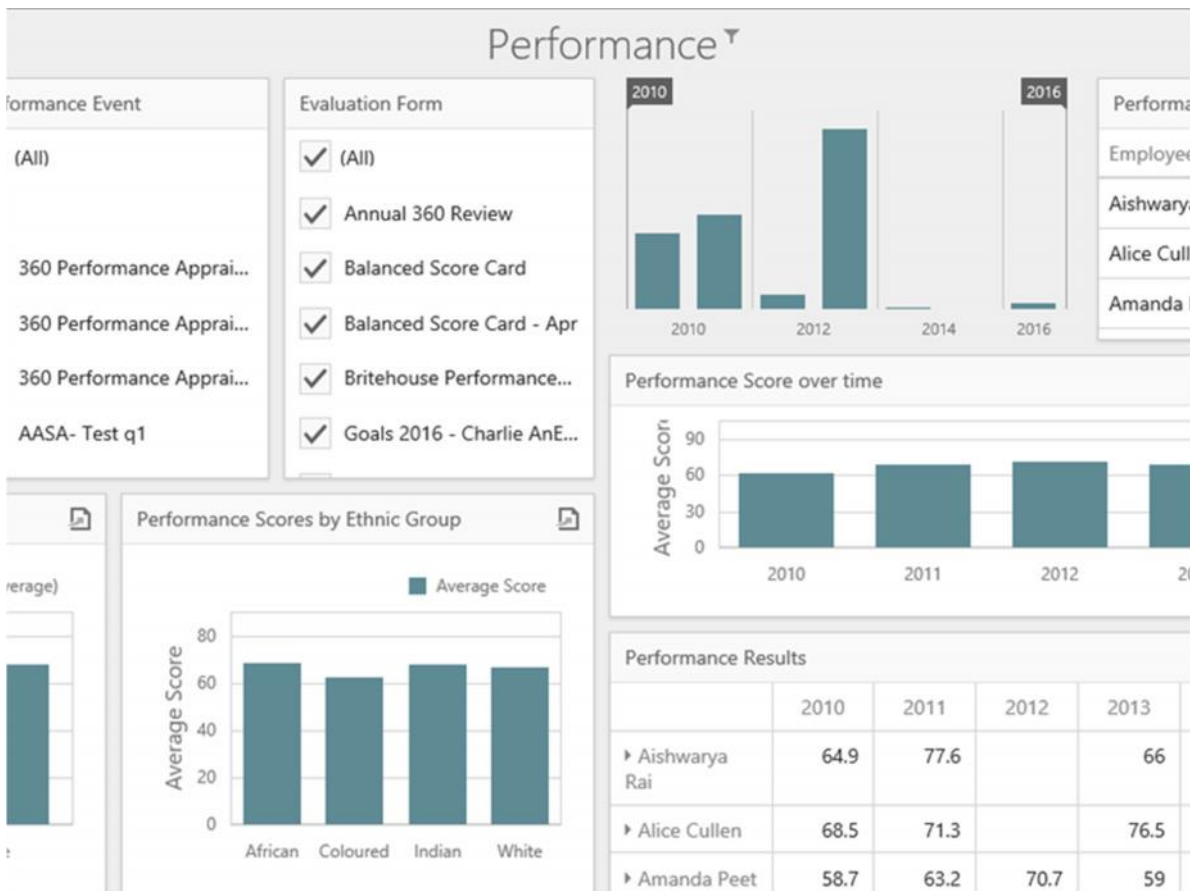 Performance
formance Event
(All)
360 Performance Apprai...
360 Performance Apprai...
360 Performance Apprai...
AASA- Test q1
Evaluation Form
(All)
Annual 360 Review
Balanced Score Card
Balanced Score Card - Apr
Britehouse Performance...
Goals 2016 - Charlie AnE...
2010 2016
2010 2012 2014 2016
Performa
Employee
Aishwarya
Alice Cull
Amanda
Performance Score over time
Average Score
90
60
30
0
2010 2011 2012 20
verage)
e
Performance Scores by Ethnic Group
Average Score
Average Score
80
60
40
20
0
African Coloured Indian White
Performance Results
2010 2011 2012 2013
Aishwarya 64.9 77.6 66
Rai
Alice Cullen 68.5 71.3 76.5
Amanda Peet 58.7 63.2 70.7 59